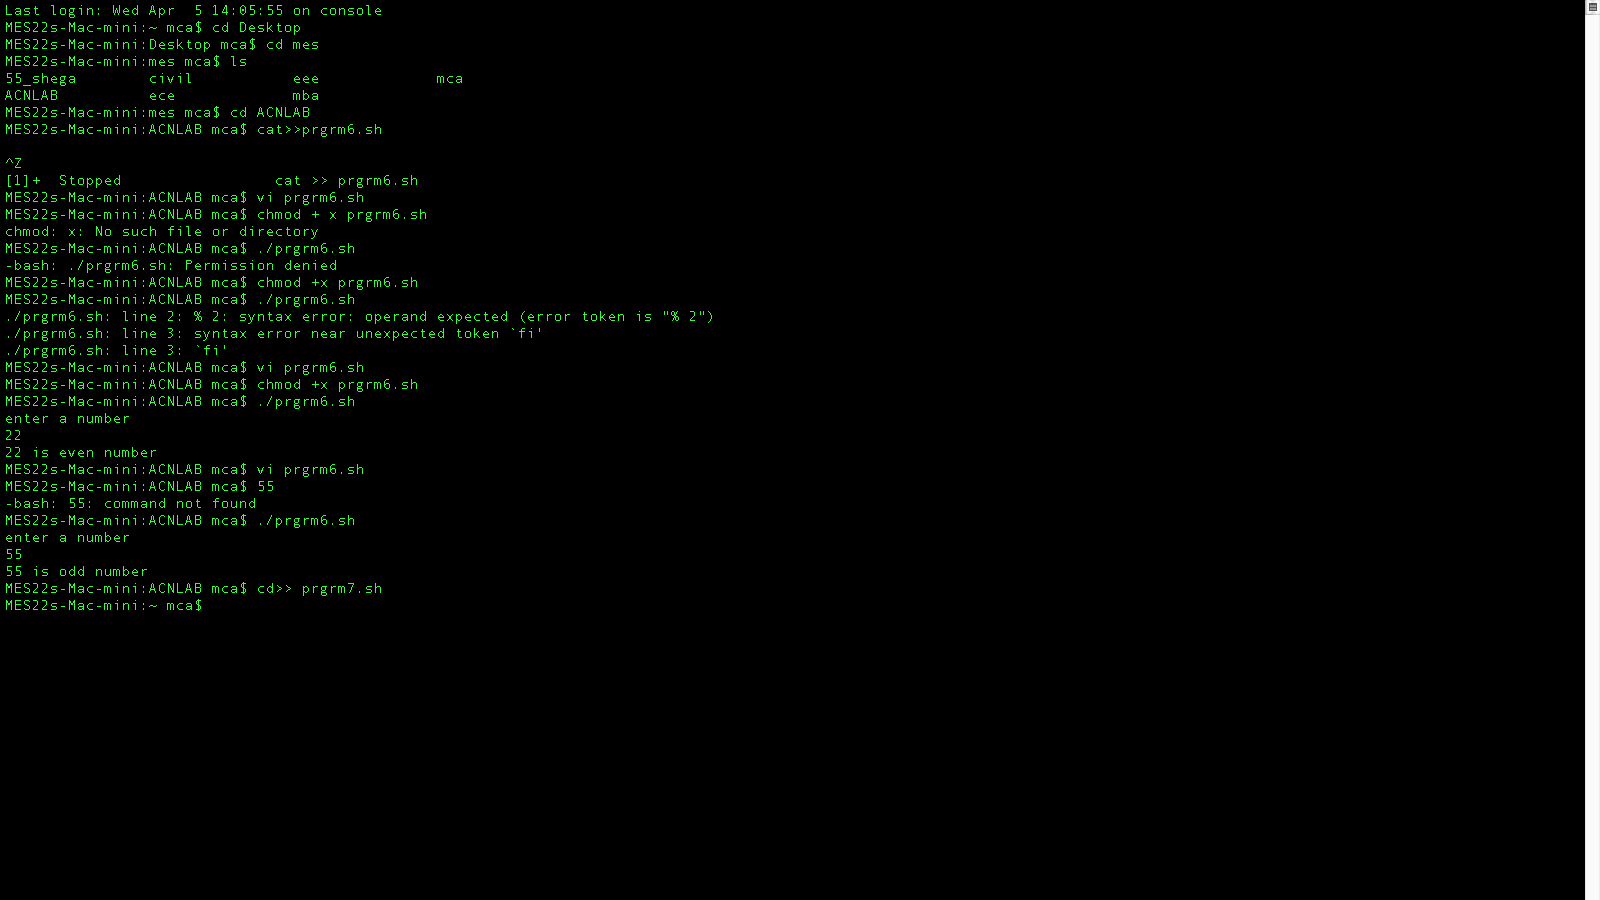 Last login: Wed Apr  5 14:05:55 on console
MES22s-Mac-mini:~ mca$ cd Desktop
MES22s-Mac-mini:Desktop mca$ cd mes
MES22s-Mac-mini:mes mca$ ls
55_shega        civil           eee             mca
ACNLAB          ece             mba
MES22s-Mac-mini:mes mca$ cd ACNLAB
MES22s-Mac-mini:ACNLAB mca$ cat>>prgrm6.sh
^Z
[1]+  Stopped                 cat >> prgrm6.sh
MES22s-Mac-mini:ACNLAB mca$ vi prgrm6.sh
MES22s-Mac-mini:ACNLAB mca$ chmod + x prgrm6.sh
chmod: x: No such file or directory
MES22s-Mac-mini:ACNLAB mca$ ./prgrm6.sh
-bash: ./prgrm6.sh: Permission denied
MES22s-Mac-mini:ACNLAB mca$ chmod +x prgrm6.sh
MES22s-Mac-mini:ACNLAB mca$ ./prgrm6.sh
./prgrm6.sh: line 2: % 2: syntax error: operand expected (error token is "% 2")
./prgrm6.sh: line 3: syntax error near unexpected token `fi'
./prgrm6.sh: line 3: `fi'
MES22s-Mac-mini:ACNLAB mca$ vi prgrm6.sh
MES22s-Mac-mini:ACNLAB mca$ chmod +x prgrm6.sh
MES22s-Mac-mini:ACNLAB mca$ ./prgrm6.sh
enter a number
22
22 is even number
MES22s-Mac-mini:ACNLAB mca$ vi prgrm6.sh
MES22s-Mac-mini:ACNLAB mca$ 55
-bash: 55: command not found
MES22s-Mac-mini:ACNLAB mca$ ./prgrm6.sh
enter a number
55
55 is odd number
MES22s-Mac-mini:ACNLAB mca$ cd>> prgrm7.sh
MES22s-Mac-mini:~ mca$